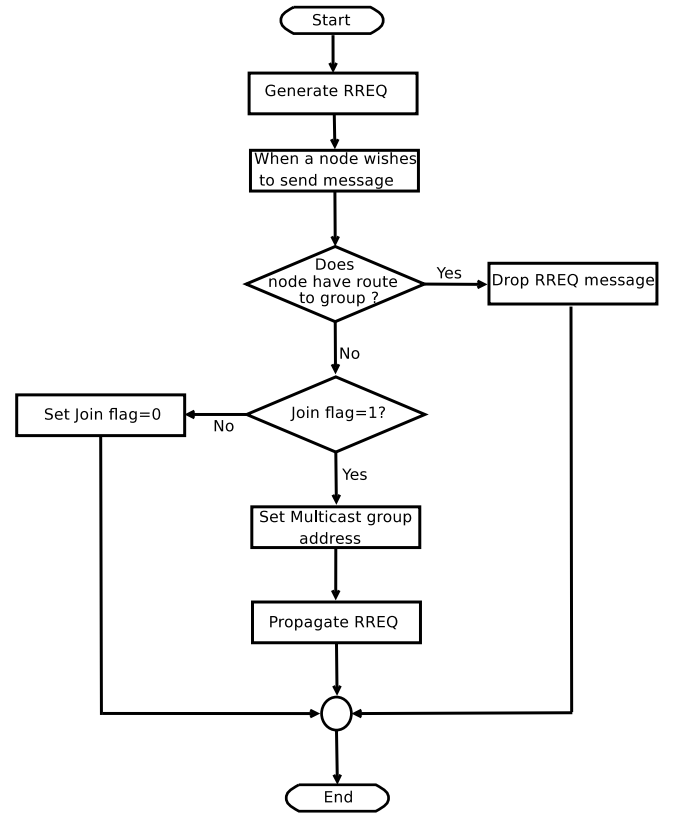 Start
Generate RREQ
When a node wishes
to send message
Does
node have route
to group ?
Yes
Drop RREQ message
No
Set Join flag=0
No
Join flag=1?
Yes
Set Multicast group
address
Propagate RREQ
End